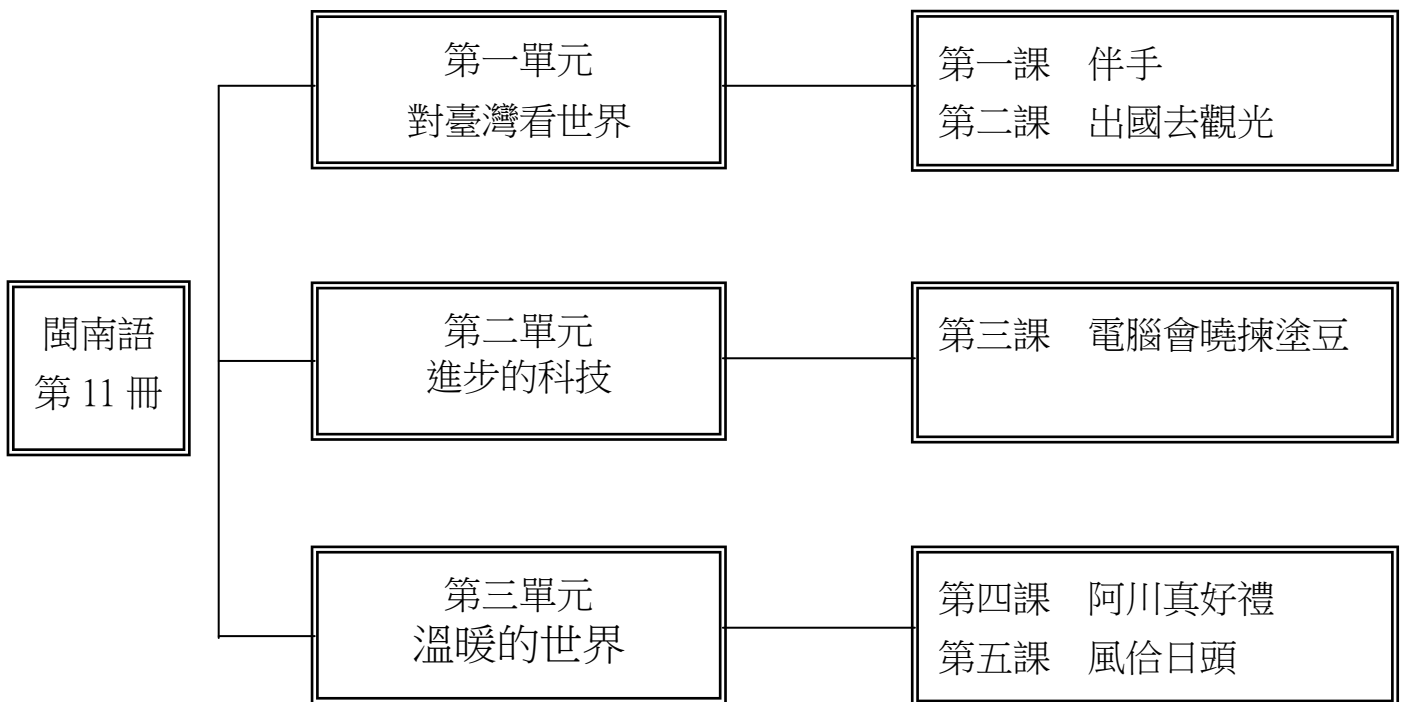 閩南語
第 11 冊
第一單元
對臺灣看世界
第一課　伴手
第二課　出國去觀光
第二單元
進步的科技
第三課　電腦會曉揀塗豆
第三單元
溫暖的世界
第四課　阿川真好禮
第五課　風佮日頭